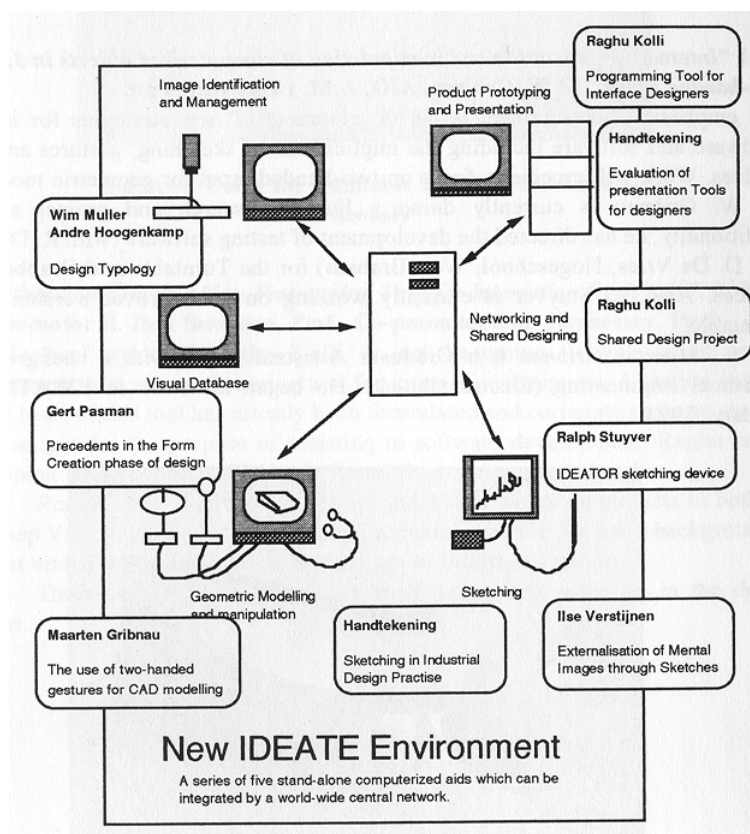 Raghu Kolli
Programming Tool for
Interface Designers
Image Identification
and Management
Product Prototyping
and Presentation
Handtekening
Evaluation of
presentation Tools
for designers
Wim Muller
Andre Hoogenkamp
Design Typology
Networking and
Shared Designing
Raghu Kolli
Shared Design Project
Visual Database
Gert Pasman
Precedents in the Form
Creation phase of design
Ralph Stuyver
IDEATOR sketching device
Geometric Modelling
and manipulation
Sketching
Maarten Gribnau
The use of two-handed
gestures for CAD modelling
Handtekening
Sketching in Industrial
Design Practise
Ilse Verstijnen
Externalisation of Mental
Images through Sketches
New IDEATE Environment
A series of five stand-alone computerized aids which can be
integrated by a world-wide central network.